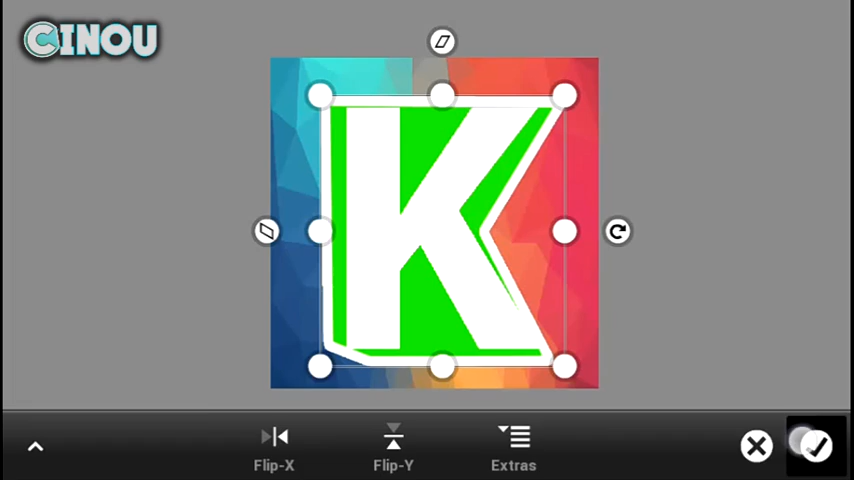 CINOU
K
Flip-X
Flip-Y
Extras